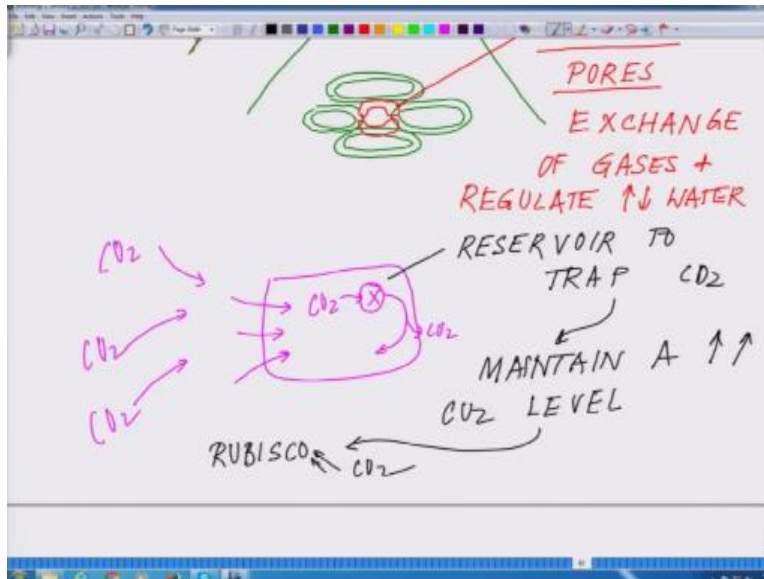 PORES
EXCHANGE
OF GASES +
REGULATE ↑↓ WATER
RESERVOIR TO
TRAP CO2
MAINTAIN A ↑↑
CO2 LEVEL
RUBISCO CO2
CO2
CO2
CO2
CO2 X
CO2